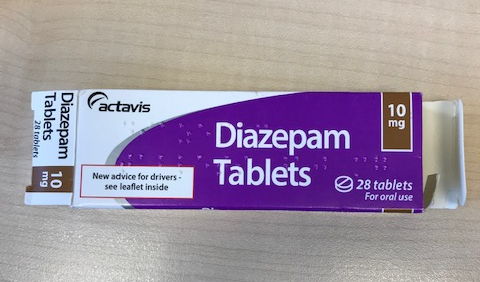 Diazepam
Tablets
28 tablets
10
mg
actavis
10
mg
Diazepam
Tablets
New advice for drivers -
see leaflet inside
28 tablets
For oral use